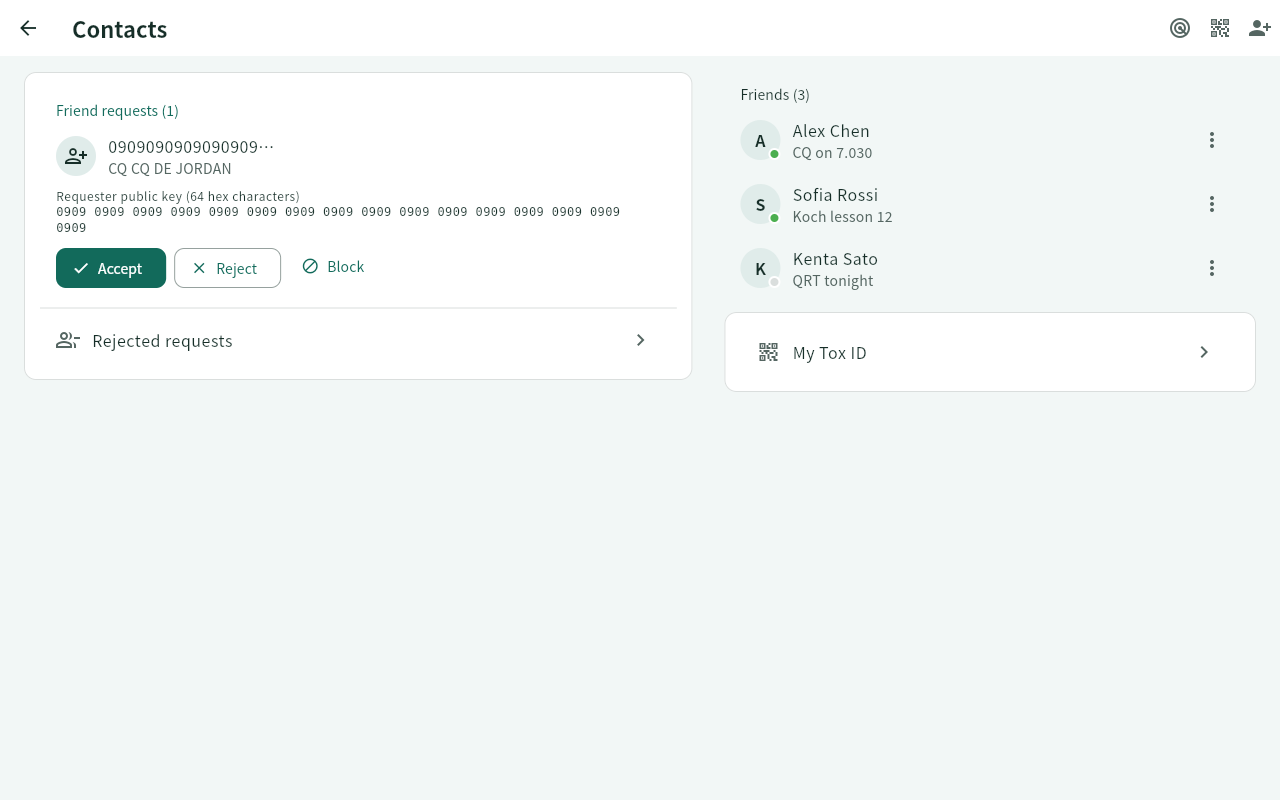 Contacts
Friend requests (1)
0909090909090909…
CQ CQ DE JORDAN
Requester public key (64 hex characters)
0909 0909 0909 0909 0909 0909 0909 0909 0909 0909 0909 0909 0909 0909 0909
0909
Accept
Reject
Block
Rejected requests
Friends (3)
A
Alex Chen
CQ on 7.030
S
Sofia Rossi
Koch lesson 12
K
Kenta Sato
QRT tonight
My Tox ID